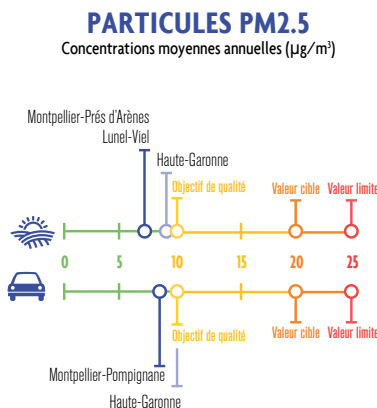 PARTICULES PM2.5
Concentrations moyennes annuelles (µg/m³)
Montpellier-Prés d'Arènes
Lunel-Viel
Haute-Garonne
Objectif de qualité
Valeur cible
Valeur limite
0
5
10
15
20
25
Objectif de qualité
Valeur cible
Valeur limite
Montpellier-Pompignane
Haute-Garonne